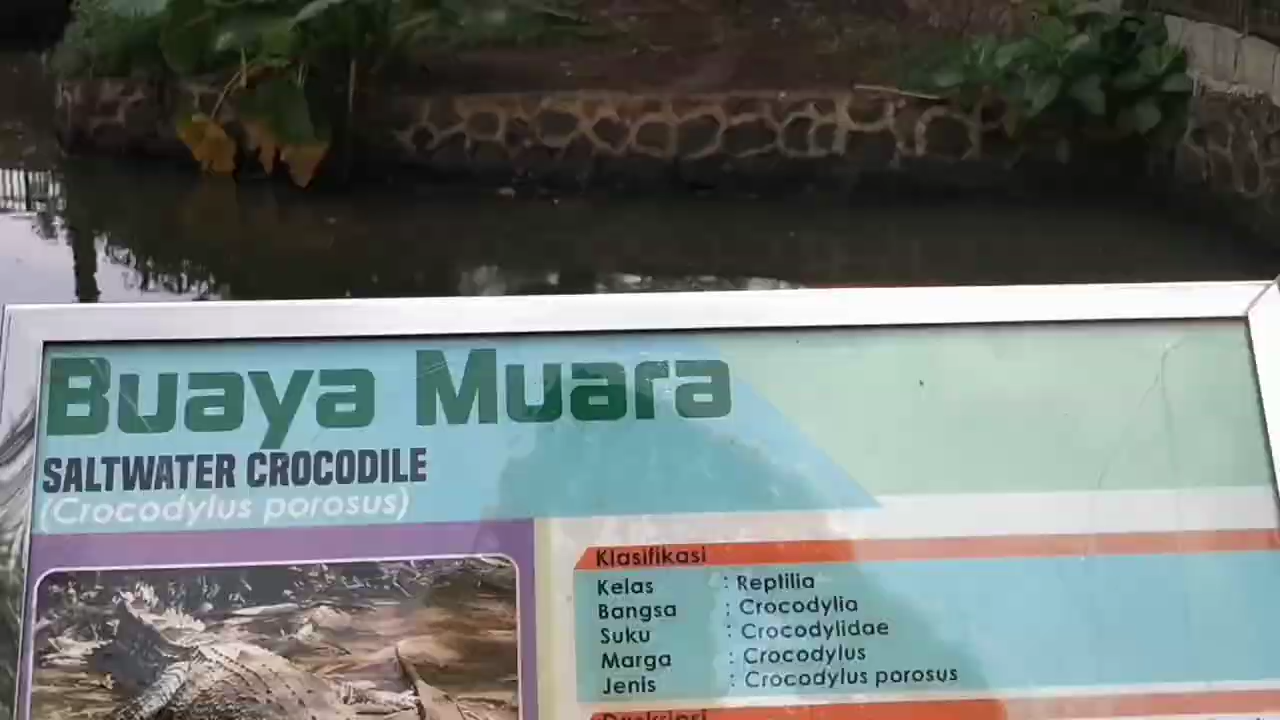 Buaya Muara
SALTWATER CROCODILE
(Crocodylus porosus)
Klasifikasi
Kelas : Reptilia
Bangsa : Crocodylia
Suku : Crocodylidae
Marga : Crocodylus
Jenis : Crocodylus porosus